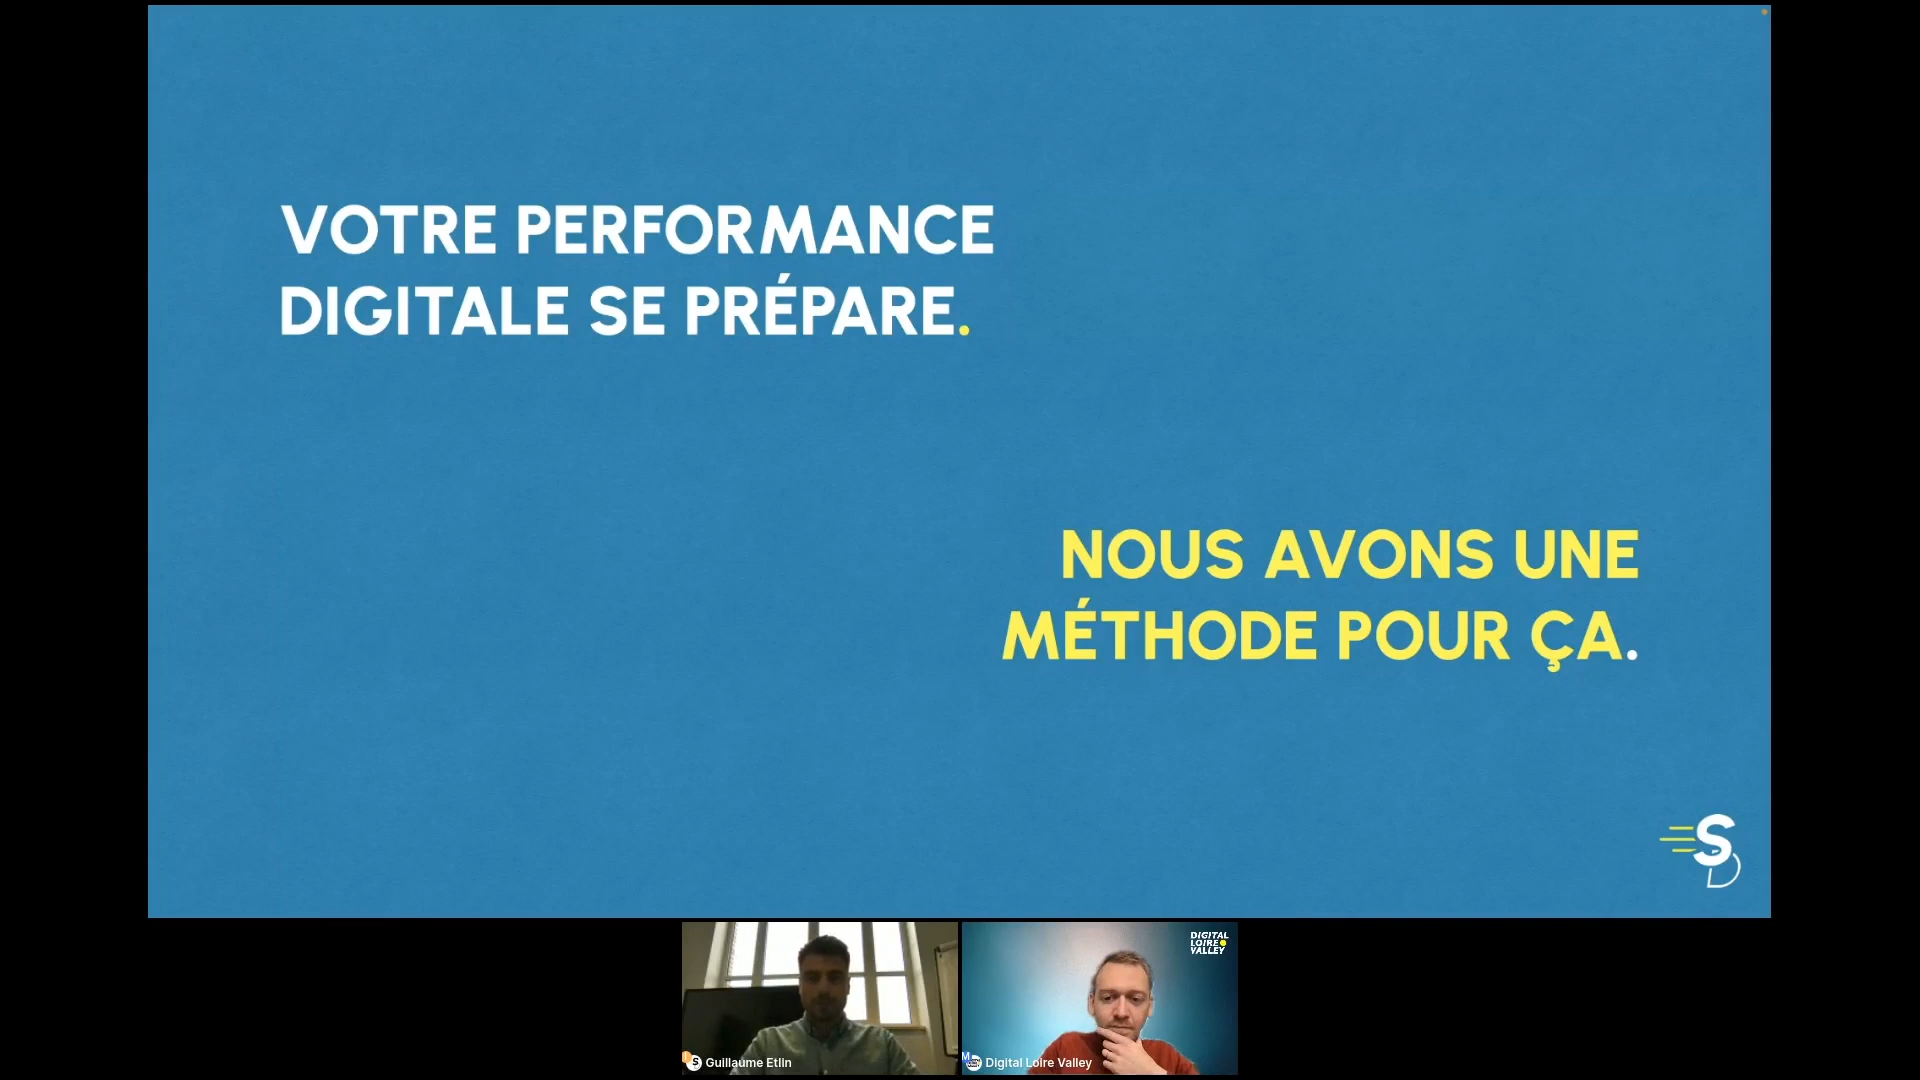 VOTRE PERFORMANCE
DIGITALE SE PRÉPARE.
NOUS AVONS UNE
MÉTHODE POUR ÇA.
SD
DIGITAL
LOIRE
VALLEY
S Guillaume Etlin
Digital Loire Valley